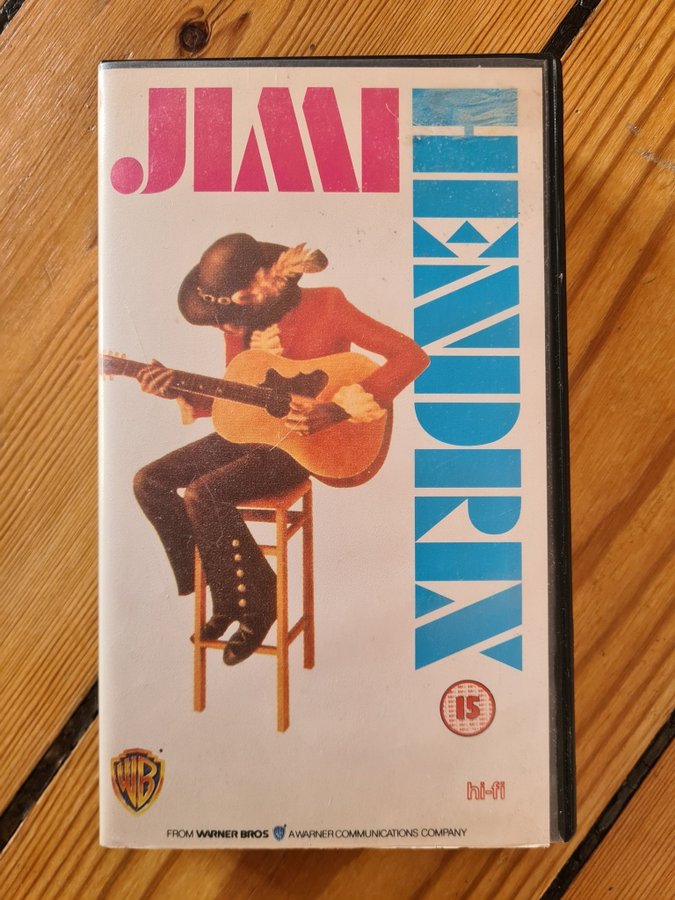 JIMI
HENDRIX
15
WB
hi-fi
FROM WARNER BROS A WARNER COMMUNICATIONS COMPANY